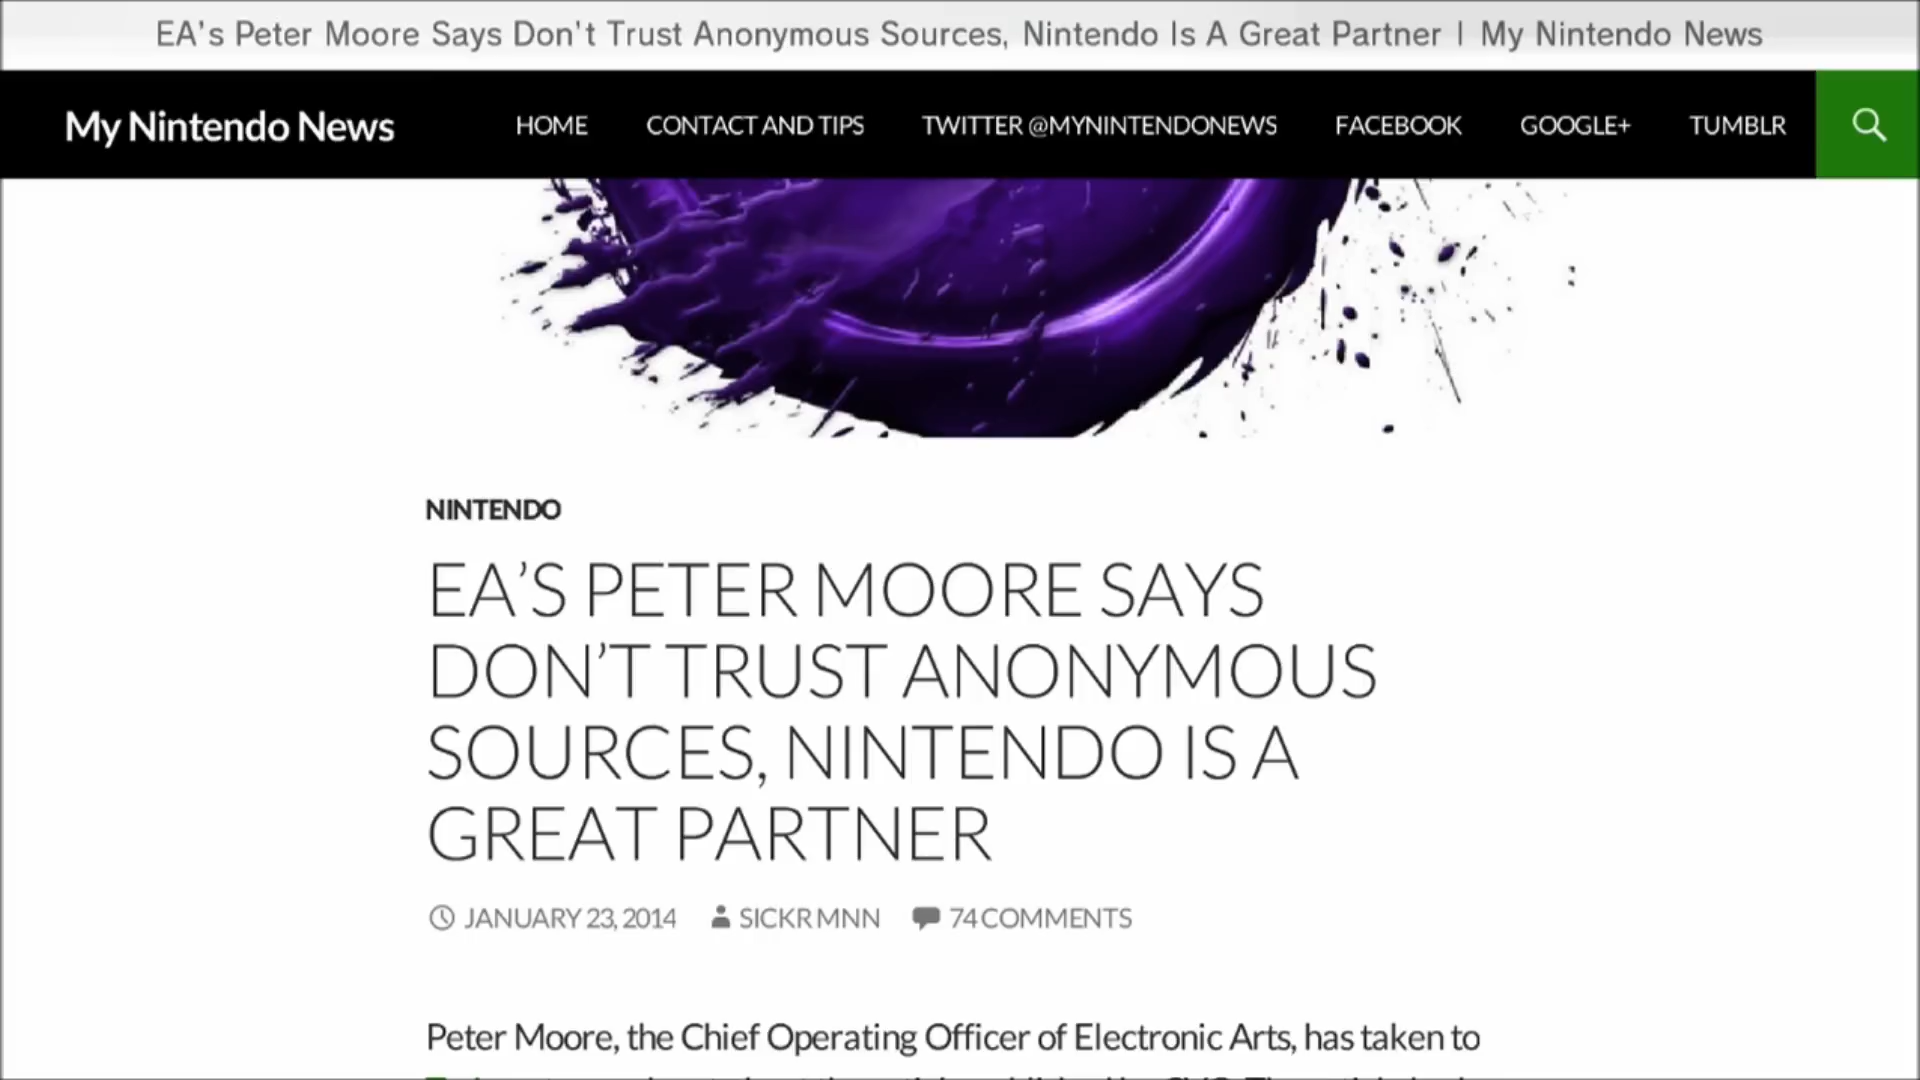 EA's Peter Moore Says Don't Trust Anonymous Sources, Nintendo Is A Great Partner | My Nintendo News
My Nintendo News HOME CONTACT AND TIPS TWITTER @MYNINTENDONEWS FACEBOOK GOOGLE+ TUMBLR
NINTENDO
EA'S PETER MOORE SAYS
DON'T TRUST ANONYMOUS
SOURCES, NINTENDO IS A
GREAT PARTNER
JANUARY 23, 2014 SICKR MNN 74 COMMENTS
Peter Moore, the Chief Operating Officer of Electronic Arts, has taken to